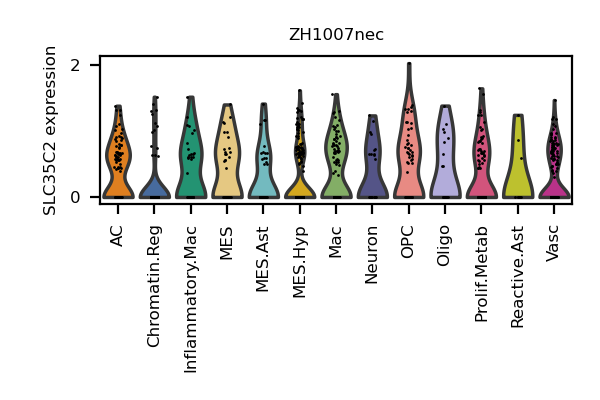 ZH1007nec
SLC35C2 expression
2
0
AC
Chromatin.Reg
Inflammatory.Mac
MES
MES.Ast
MES.Hyp
Mac
Neuron
OPC
Oligo
Prolif.Metab
Reactive.Ast
Vasc